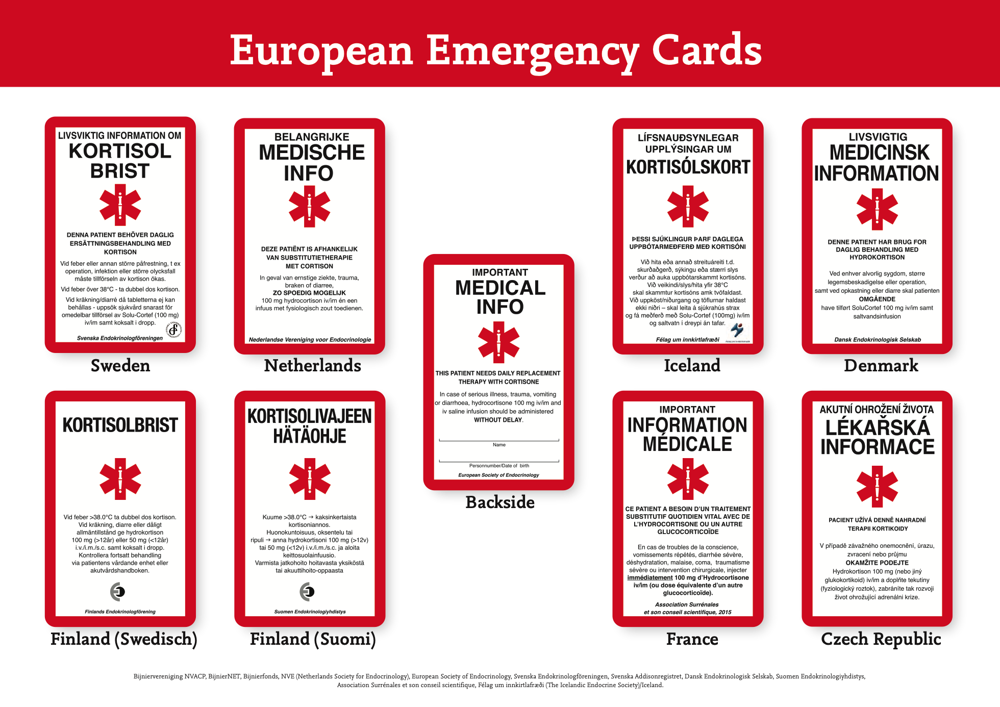 European Emergency Cards
LIVSVIKTIG INFORMATION OM
KORTISOL
BRIST
DENNA PATIENT BEHÖVER DAGLIG
ERSÄTTNINGSBEHANDLING MED
KORTISON
Vid feber eller annan större påfrestning, t ex
operation, infektion eller större olycksfall
måste tillförseln av kortison ökas.
Vid feber över 38°C - ta dubbel dos kortison.
Vid kräkning/diarré då tabletterna ej kan
behållas - uppsök sjukvård snarast för
omedelbar tillförsel av Solu-Cortef (100 mg)
iv/im samt koksalt i dropp.
Svenska Endokrinologföreningen
Sweden
BELANGRIJKE
MEDISCHE
INFO
DEZE PATIËNT IS AFHANKELIJK
VAN SUBSTITUTIETHERAPIE
MET CORTISON
In geval van ernstige ziekte, trauma,
braken of diarree,
ZO SPOEDIG MOGELIJK
100 mg hydrocortison iv/im én een
infuus met fysiologisch zout toedienen.
Nederlandse Vereniging voor Endocrinologie
Netherlands
IMPORTANT
MEDICAL
INFO
THIS PATIENT NEEDS DAILY REPLACEMENT
THERAPY WITH CORTISONE
In case of serious illness, trauma, vomiting
or diarrhoea, hydrocortisone 100 mg iv/im and
iv saline infusion should be administered
WITHOUT DELAY.
Name
Personnumber/Date of birth
European Society of Endocrinology
Backside
LÍFSNAUÐSYNLEGAR
UPPLÝSINGAR UM
KORTISÓLSKORT
ÞESSI SJÚKLINGUR ÞARF DAGLEGA
UPPBÓTARMEÐFERÐ MEÐ KORTISÓNI
Við hita eða annað streituáreiti t.d.
skurðaðgerð, sýkingu eða stærri slys
verður að auka uppbótarskammt kortisóns.
Við veikindi/slys/hita yfir 38°C
skal skammtur kortisóns amk tvöfaldast.
Við uppköst/niðurgang og töflurnar haldast
ekki niðri – skal leita á sjúkrahús strax
og fá meðferð með Solu-Cortef (100mg) iv/im
og saltvatn í dreypi án tafar.
Félag um innkirtlafræði
Iceland
LIVSVIGTIG
MEDICINSK
INFORMATION
DENNE PATIENT HAR BRUG FOR
DAGLIG BEHANDLING MED
HYDROKORTISON
Ved enhver alvorlig sygdom, større
legemsbeskadigelse eller operation,
samt ved opkastning eller diarre skal patienten
OMGÅENDE
have tilført SoluCortef 100 mg iv/im samt
saltvandsinfusion
Dansk Endokrinologisk Selskab
Denmark
KORTISOLBRIST
Vid feber >38.0°C ta dubbel dos kortison.
Vid kräkning, diarre eller dåligt
allmäntillstånd ge hydrokortison
100 mg (>12år) eller 50 mg (<12år)
i.v./i.m./s.c. samt koksalt i dropp.
Kontrollera fortsatt behandling
via patientens vårdande enhet eller
akutvårdshandboken.
Finlands Endokrinologförening
Finland (Swedisch)
KORTISOLIVAJEEN
HÄTÄOHJE
Kuume >38.0°C → kaksinkertaista
kortisoniannos.
Huonokuntoisuus, oksentelu tai
ripuli → anna hydrokortisoni 100 mg (>12v)
tai 50 mg (<12v) i.v./i.m./s.c. ja aloita
keittosuolainfuusio.
Varmista jatkohoito hoitavasta yksiköstä
tai akuuttihoito-oppaasta
Suomen Endokrinologiyhdistys
Finland (Suomi)
IMPORTANT
INFORMATION
MÉDICALE
CE PATIENT A BESOIN D'UN TRAITEMENT
SUBSTITUTIF QUOTIDIEN VITAL AVEC DE
L'HYDROCORTISONE OU UN AUTRE
GLUCOCORTICOÏDE
En cas de troubles de la conscience,
vomissements répétés, diarrhée sévère,
déshydratation, malaise, coma, traumatisme
sévère ou intervention chirurgicale, injecter
immédiatement 100 mg d'Hydrocortisone
iv/im (ou dose équivalente d'un autre
glucocorticoïde).
Association Surrénales
et son conseil scientifique, 2015
France
AKUTNÍ OHROŽENÍ ŽIVOTA
LÉKAŘSKÁ
INFORMACE
PACIENT UŽÍVÁ DENNĚ NAHRADNÍ
TERAPII KORTIKOIDY
V případě závažného onemocnění, úrazu,
zvracení nebo průjmu
OKAMŽITE PODEJTE
Hydrokortison 100 mg (nebo jiný
glukokortikoid) iv/im a doplňte tekutiny
(fyziologický roztok), zabráníte tak rozvoji
život ohrožující adrenálni krize.
Czech Republic
Bijniervereniging NVACP, BijnierNET, Bijnierfonds, NVE (Netherlands Society for Endocrinology), European Society of Endocrinology, Svenska Endokrinologföreningen, Svenska Addisonregistret, Dansk Endokrinologisk Selskab, Suomen Endokrinologiyhdistys,
Association Surrénales et son conseil scientifique, Félag um innkirtlafræði (The Icelandic Endocrine Society)/Iceland.